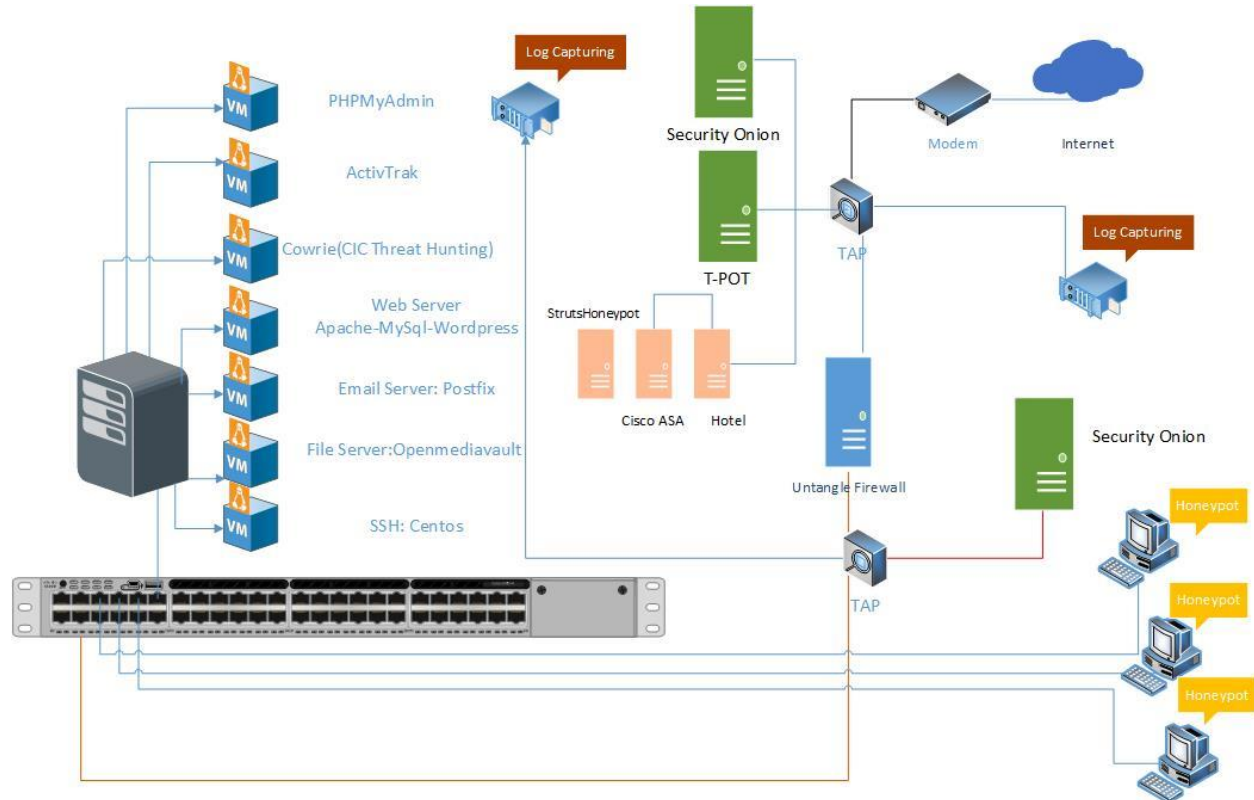 Log Capturing
PHPMyAdmin
Security Onion
Modem
Internet
ActivTrak
Cowrie(CIC Threat Hunting)
TAP
Log Capturing
T-POT
Web Server
Apache-MySql-Wordpress
StrutsHoneypot
Email Server: Postfix
Cisco ASA
Hotel
File Server:Openmediavault
Security Onion
Untangle Firewall
SSH: Centos
Honeypot
TAP
Honeypot
Honeypot
VM
VM
VM
VM
VM
VM
VM